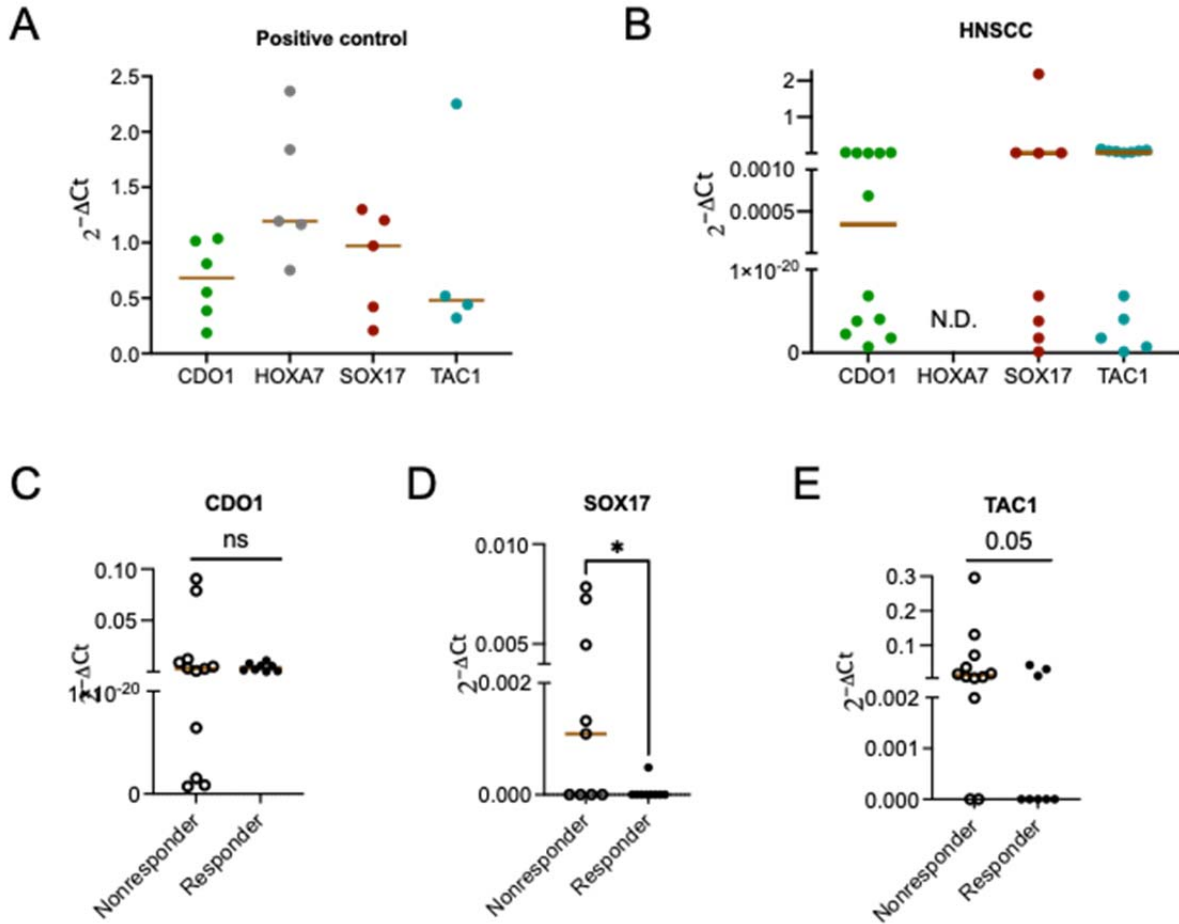 A
Positive control
2.5
2.0
1.5
1.0
0.5
0.0
2^−ΔCt
CDO1 HOXA7 SOX17 TAC1
B
HNSCC
2
1
0.0010
0.0005
1×10^-20
0
2^−ΔCt
N.D.
CDO1 HOXA7 SOX17 TAC1
C
CDO1
ns
0.10
0.05
1×10^-20
0
2^−ΔCt
Nonresponder
Responder
D
SOX17
*
0.010
0.005
0.002
0.000
2^−ΔCt
Nonresponder
Responder
E
TAC1
0.05
0.3
0.2
0.1
0.002
0.001
0.000
2^−ΔCt
Nonresponder
Responder